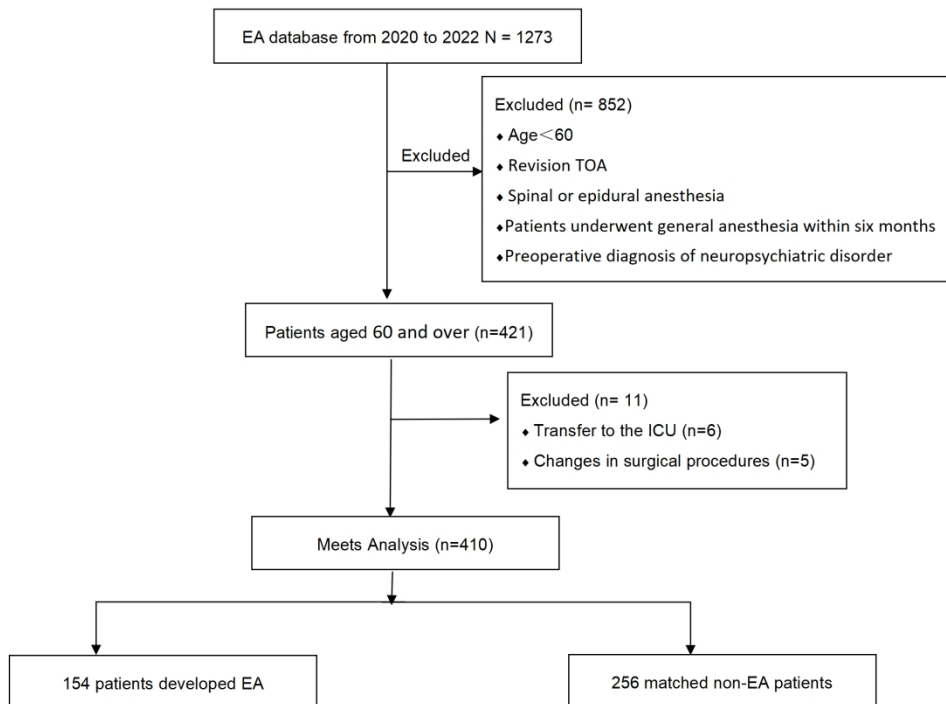 EA database from 2020 to 2022 N = 1273
Excluded
Excluded (n= 852)
♦ Age＜60
♦ Revision TOA
♦ Spinal or epidural anesthesia
♦ Patients underwent general anesthesia within six months
♦ Preoperative diagnosis of neuropsychiatric disorder
Patients aged 60 and over (n=421)
Excluded (n= 11)
♦ Transfer to the ICU (n=6)
♦ Changes in surgical procedures (n=5)
Meets Analysis (n=410)
154 patients developed EA
256 matched non-EA patients